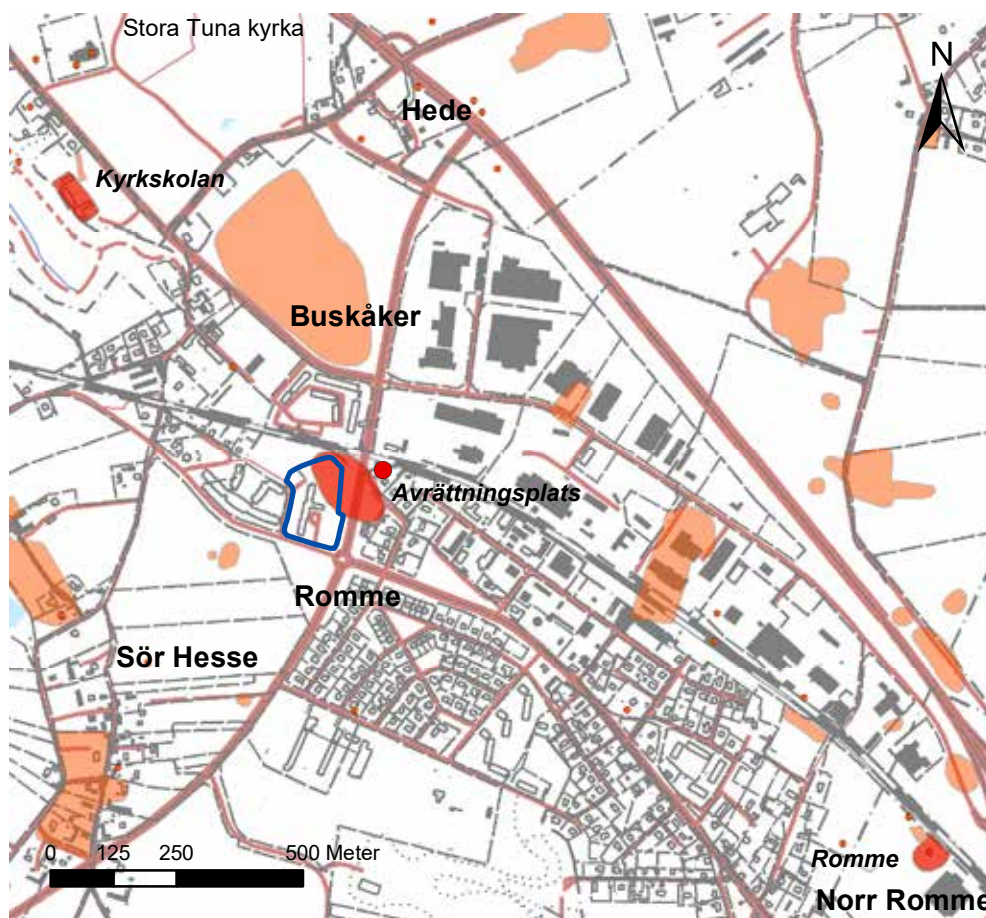 Stora Tuna kyrka
N
Hede
Kyrkskolan
Buskåker
Avrättningsplats
Romme
Sör Hesse
0 125 250 500 Meter
Romme
Norr Romme